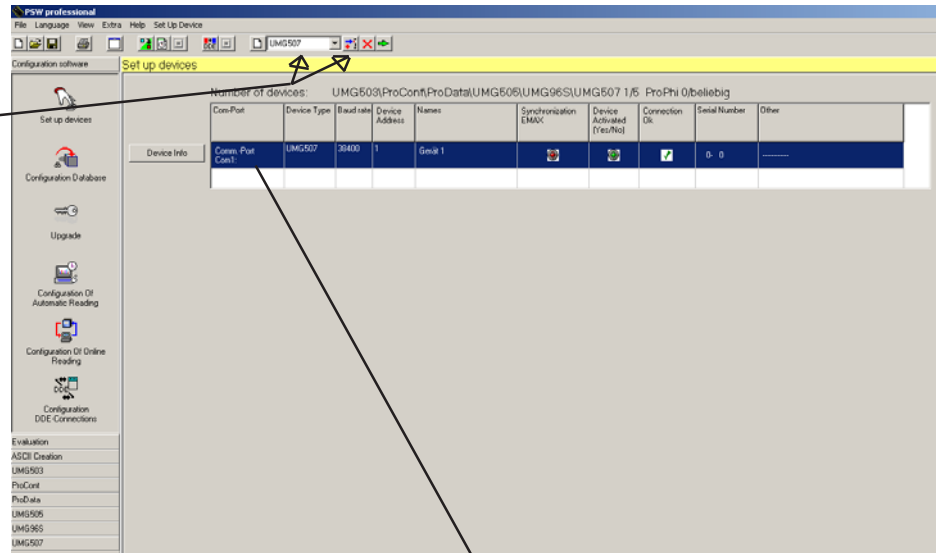 PSW professional
File Language View Extra Help Set Up Device
UMG507
Configuration software
Set up devices
Number of devices: UMG503\ProConf\ProData\UMG505\UMG96S\UMG507 1/5 ProPhi 0/beliebig
Com-Port Device Type Baud rate Device Address Names Synchronization EMAX Device Activated (Yes/No) Connection Ok Serial Number Other
Device Info Comm.-Port Com1: UMG507 38400 1 Gerät 1 0- 0 ----------
Set up devices
Configuration Database
Upgrade
Configuration Of
Automatic Reading
Configuration Of Online
Reading
DDE
Configuration
DDE-Connections
Evaluation
ASCII Creation
UMG503
ProCont
ProData
UMG505
UMG96S
UMG507